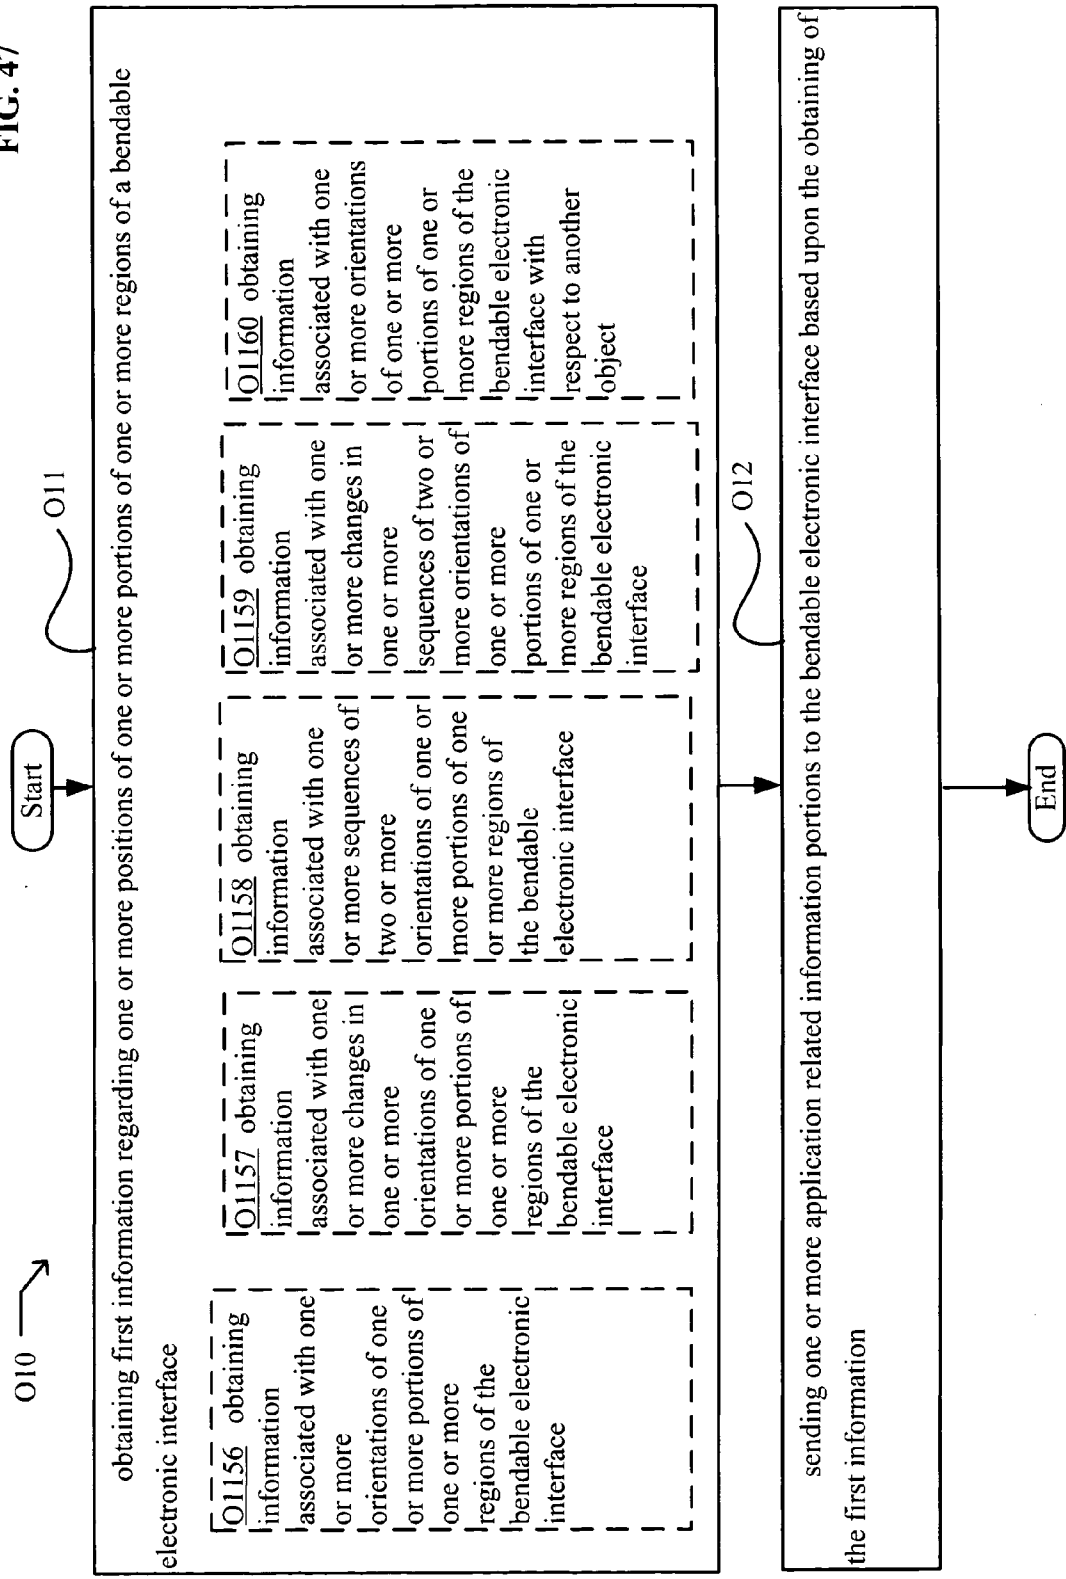 FIG. 47
O10
Start
O11
obtaining first information regarding one or more positions of one or more portions of one or more regions of a bendable
electronic interface
O1156 obtaining
information
associated with one
or more
orientations of one
or more portions of
one or more
regions of the
bendable electronic
interface
O1157 obtaining
information
associated with one
or more changes in
one or more
orientations of one
or more portions of
one or more
regions of the
bendable electronic
interface
O1158 obtaining
information
associated with one
or more sequences of
two or more
orientations of one or
more portions of one
or more regions of
the bendable
electronic interface
O1159 obtaining
information
associated with one
or more changes in
one or more
sequences of two or
more orientations of
one or more
portions of one or
more regions of the
bendable electronic
interface
O1160 obtaining
information
associated with one
or more orientations
of one or more
portions of one or
more regions of the
bendable electronic
interface with
respect to another
object
O12
sending one or more application related information portions to the bendable electronic interface based upon the obtaining of
the first information
End